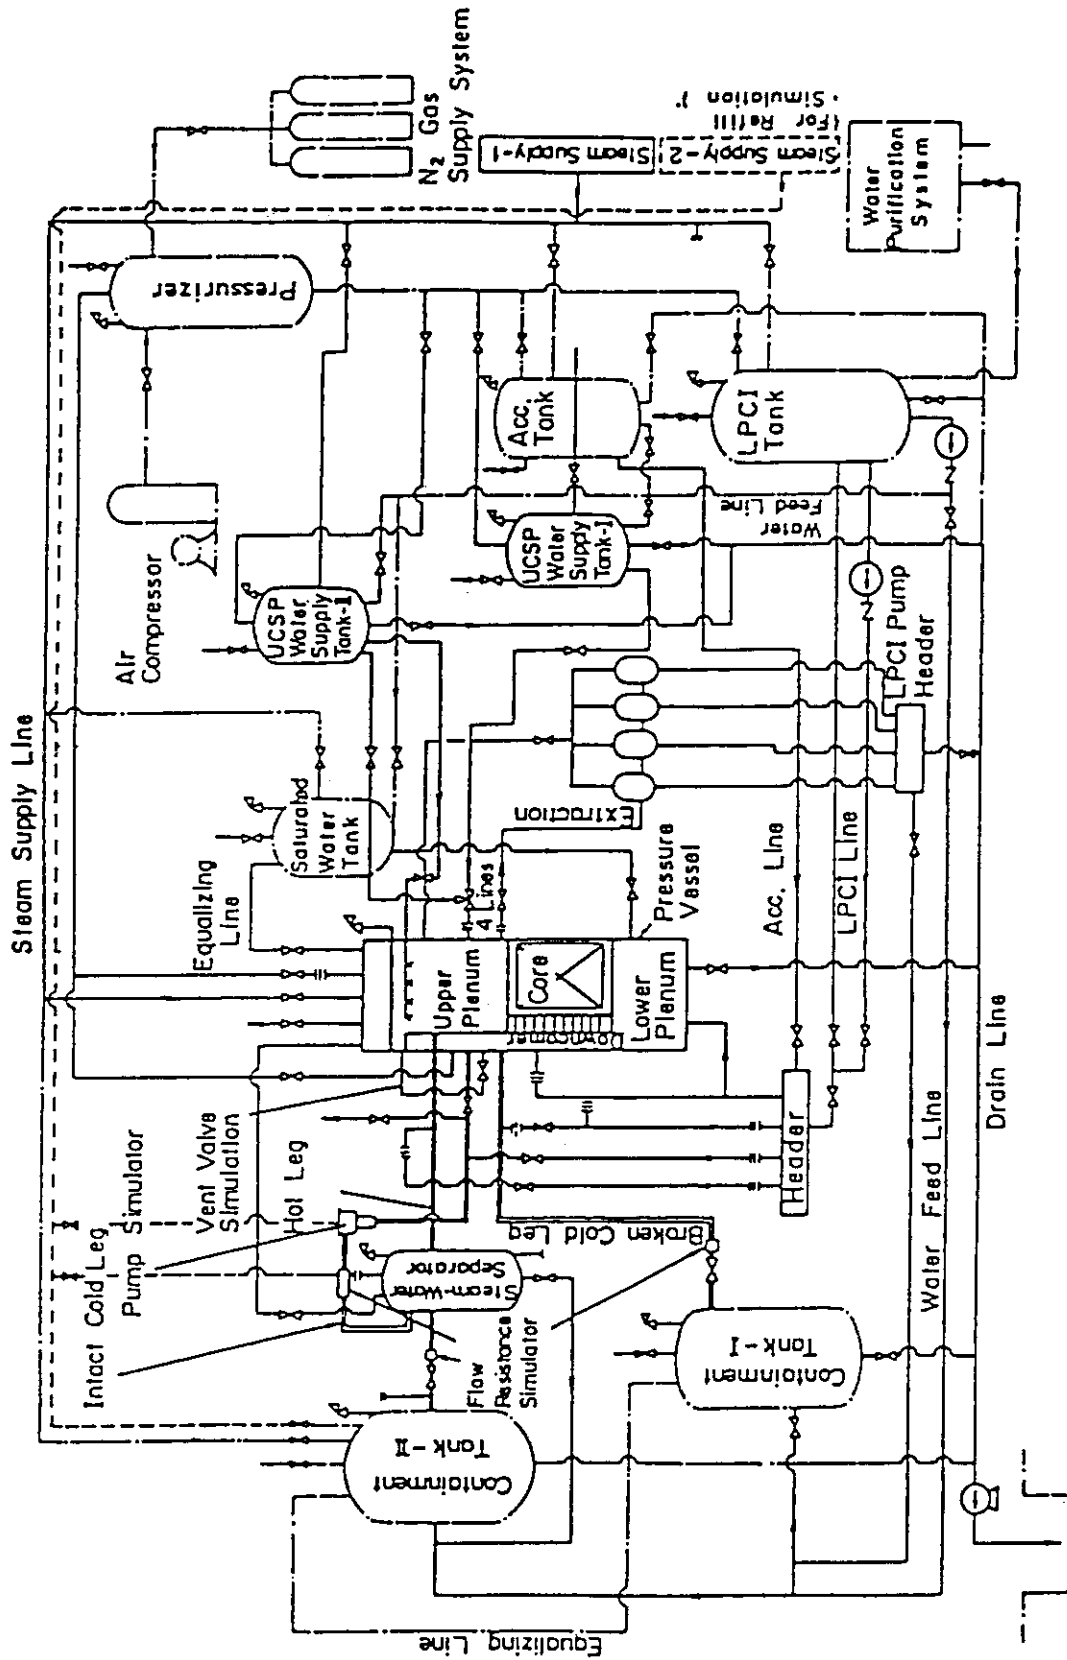 Steam Supply Line
N₂ Gas
Supply System
Steam Supply-1
Steam Supply-2
(For Refill
Simulation)
Water
Purification
System
Pressurizer
Air
Compressor
Acc.
Tank
LPCI
Tank
UCSP
Water
Supply
Tank-II
UCSP
Water
Supply
Tank-I
Water
Feed Line
LPCI Pump
Header
Saturated
Water
Tank
Equalizing
Line
Extraction
4 Lines
Pressure
Vessel
Upper
Plenum
Core
Downcomer
Lower
Plenum
Acc. Line
LPCI Line
Header
Drain Line
Water Feed Line
Vent Valve
Simulation
Hot Leg
Intact Cold Leg
Pump Simulator
Steam-Water
Separator
Broken Cold Leg
Flow
Resistance
Simulator
Containment
Tank-II
Containment
Tank-I
Equalizing Line